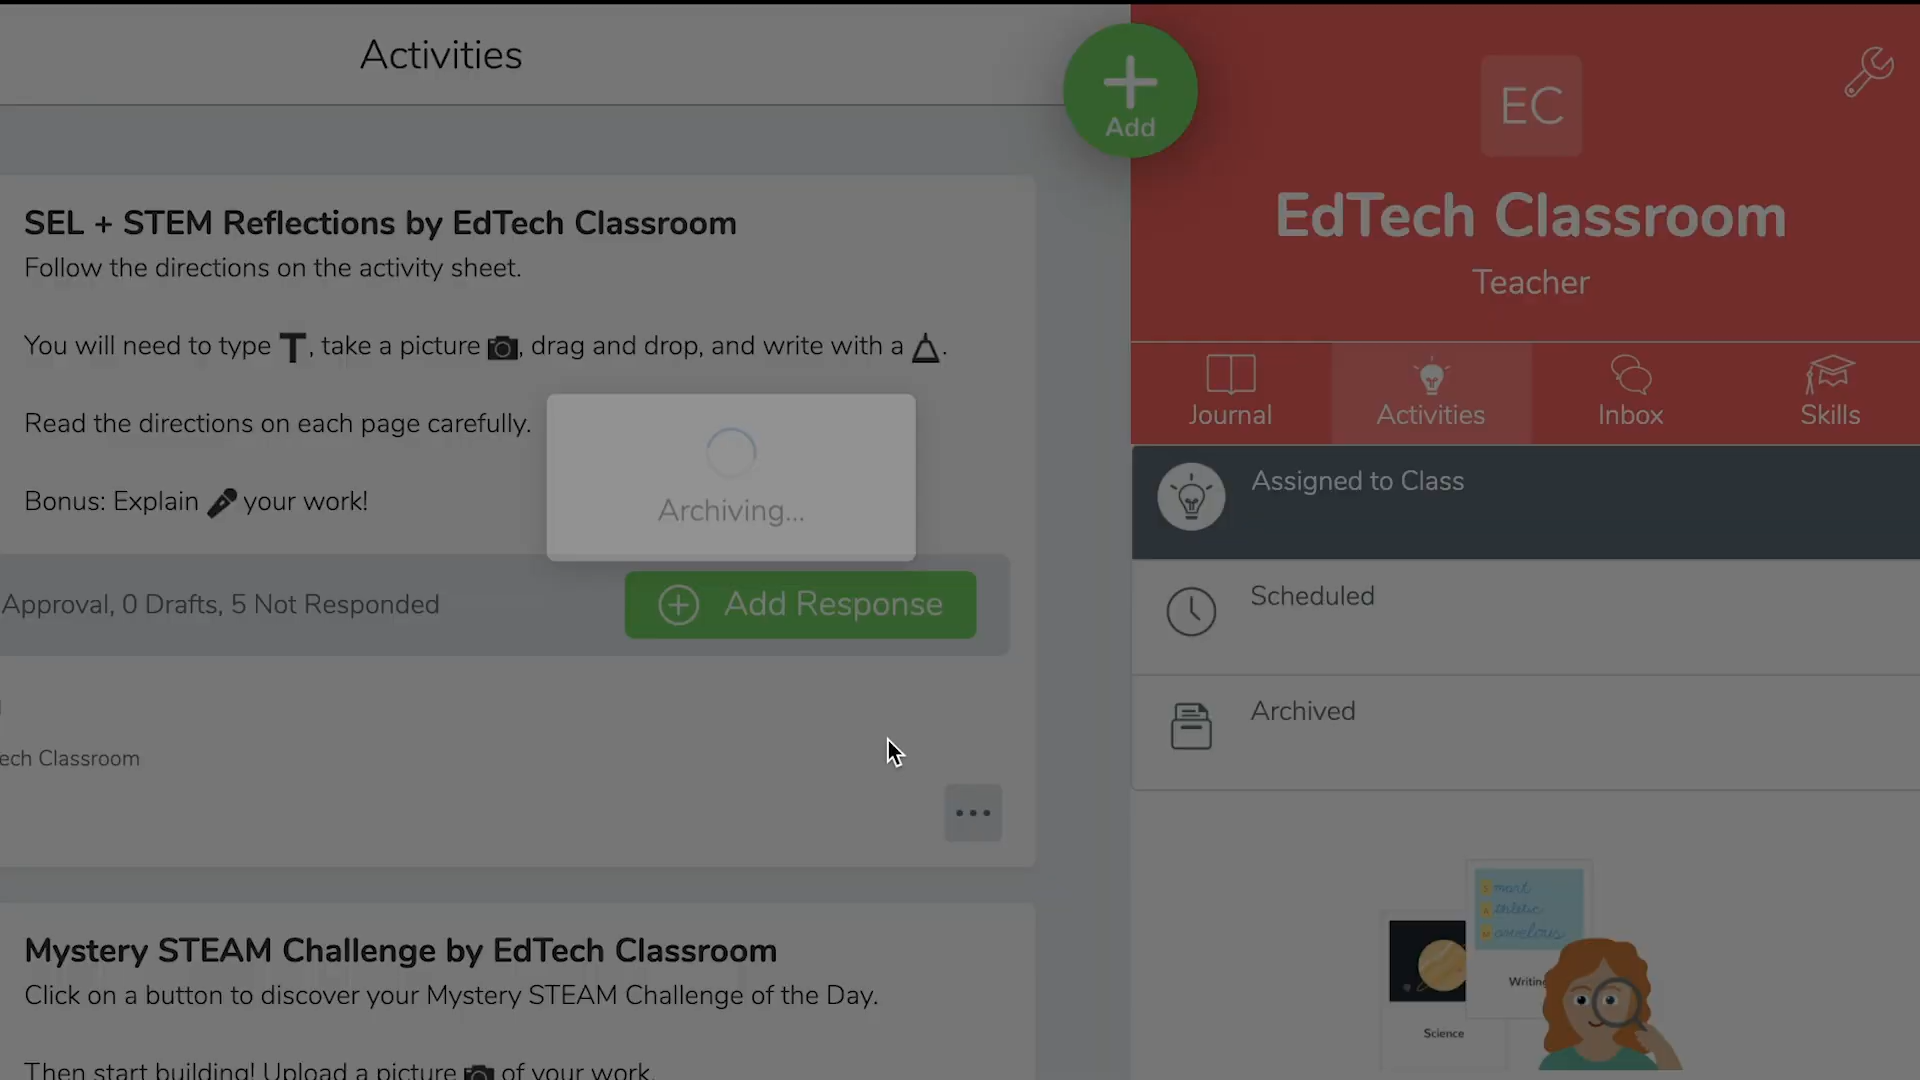 Activities
Add
EC
EdTech Classroom
Teacher
Journal
Activities
Inbox
Skills
SEL + STEM Reflections by EdTech Classroom
Follow the directions on the activity sheet.
You will need to type T, take a picture, drag and drop, and write with a.
Read the directions on each page carefully.
Bonus: Explain your work!
Archiving...
Approval, 0 Drafts, 5 Not Responded
Add Response
ech Classroom
Assigned to Class
Scheduled
Archived
Mystery STEAM Challenge by EdTech Classroom
Click on a button to discover your Mystery STEAM Challenge of the Day.
Then start building! Upload a picture of your work.
Smart
Athletic
Marvelous
Writing
Science